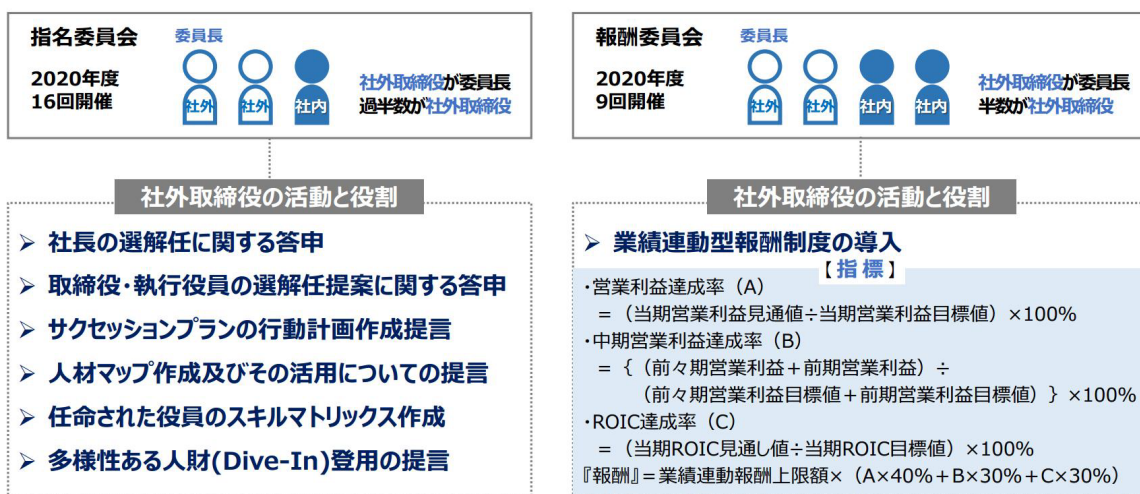 指名委員会
委員長
2020年度
16回開催
社外
社外
社内
社外取締役が委員長
過半数が社外取締役
社外取締役の活動と役割
➢ 社長の選解任に関する答申
➢ 取締役・執行役員の選解任提案に関する答申
➢ サクセッションプランの行動計画作成提言
➢ 人材マップ作成及びその活用についての提言
➢ 任命された役員のスキルマトリックス作成
➢ 多様性ある人財(Dive-In)登用の提言
報酬委員会
委員長
2020年度
9回開催
社外
社外
社内
社内
社外取締役が委員長
半数が社外取締役
社外取締役の活動と役割
➢ 業績連動型報酬制度の導入
【指標】
・営業利益達成率（A）
＝（当期営業利益見通値÷当期営業利益目標値）×100%
・中期営業利益達成率（B）
＝｛（前々期営業利益＋前期営業利益）÷
（前々期営業利益目標値＋前期営業利益目標値）｝×100%
・ROIC達成率（C）
＝（当期ROIC見通し値÷当期ROIC目標値）×100%
『報酬』＝業績連動報酬上限額×（A×40%＋B×30%＋C×30%）